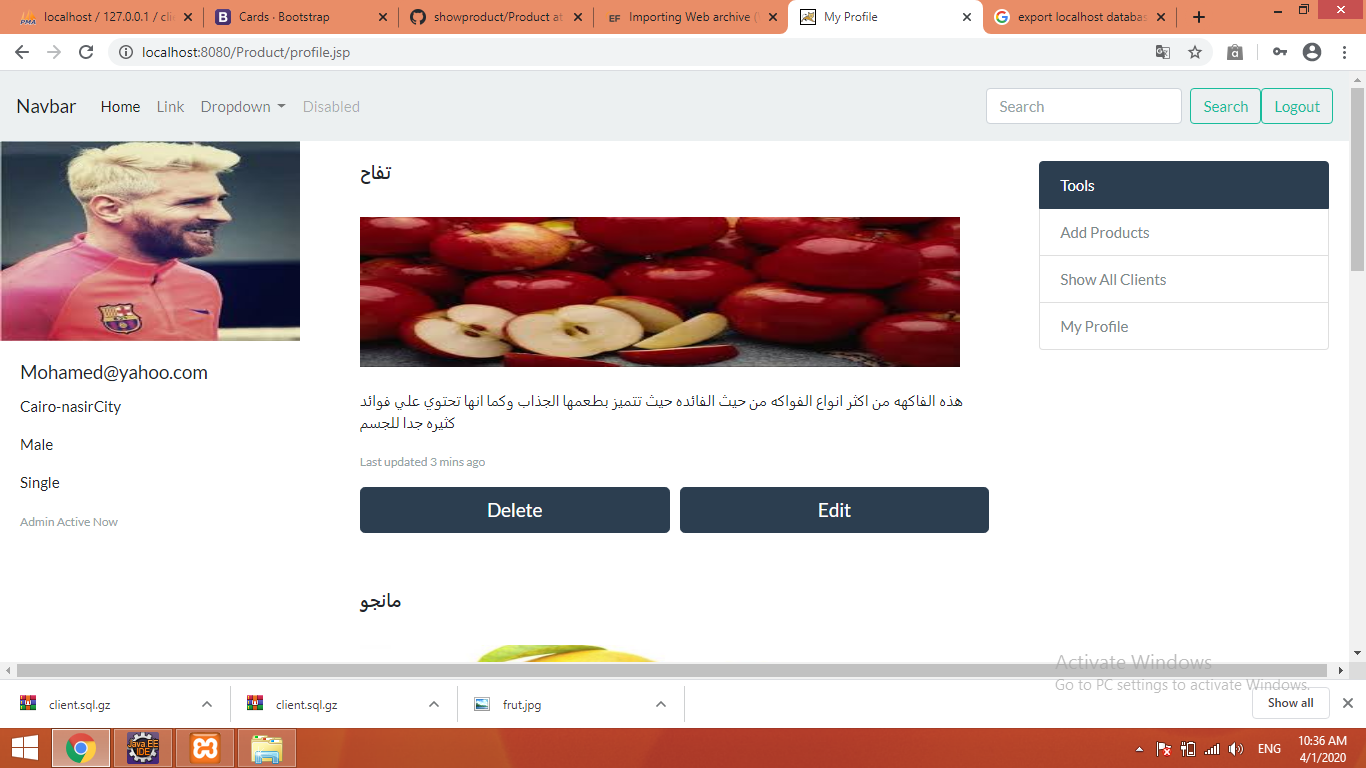 localhost / 127.0.0.1 / clie
Cards · Bootstrap
showproduct/Product at
Importing Web archive (
My Profile
export localhost databas
localhost:8080/Product/profile.jsp
Navbar
Home
Link
Dropdown
Disabled
Search
Search
Logout
تفاح
هذه الفاكهه من اكثر انواع الفواكه من حيث الفائده حيث تتميز بطعمها الجذاب وكما انها تحتوي علي فوائد
كثيره جدا للجسم
Last updated 3 mins ago
Delete
Edit
مانجو
Mohamed@yahoo.com
Cairo-nasirCity
Male
Single
Admin Active Now
Tools
Add Products
Show All Clients
My Profile
Activate Windows
Go to PC settings to activate Windows.
client.sql.gz
client.sql.gz
frut.jpg
Show all
Java EE
IDE
ENG
10:36 AM
4/1/2020